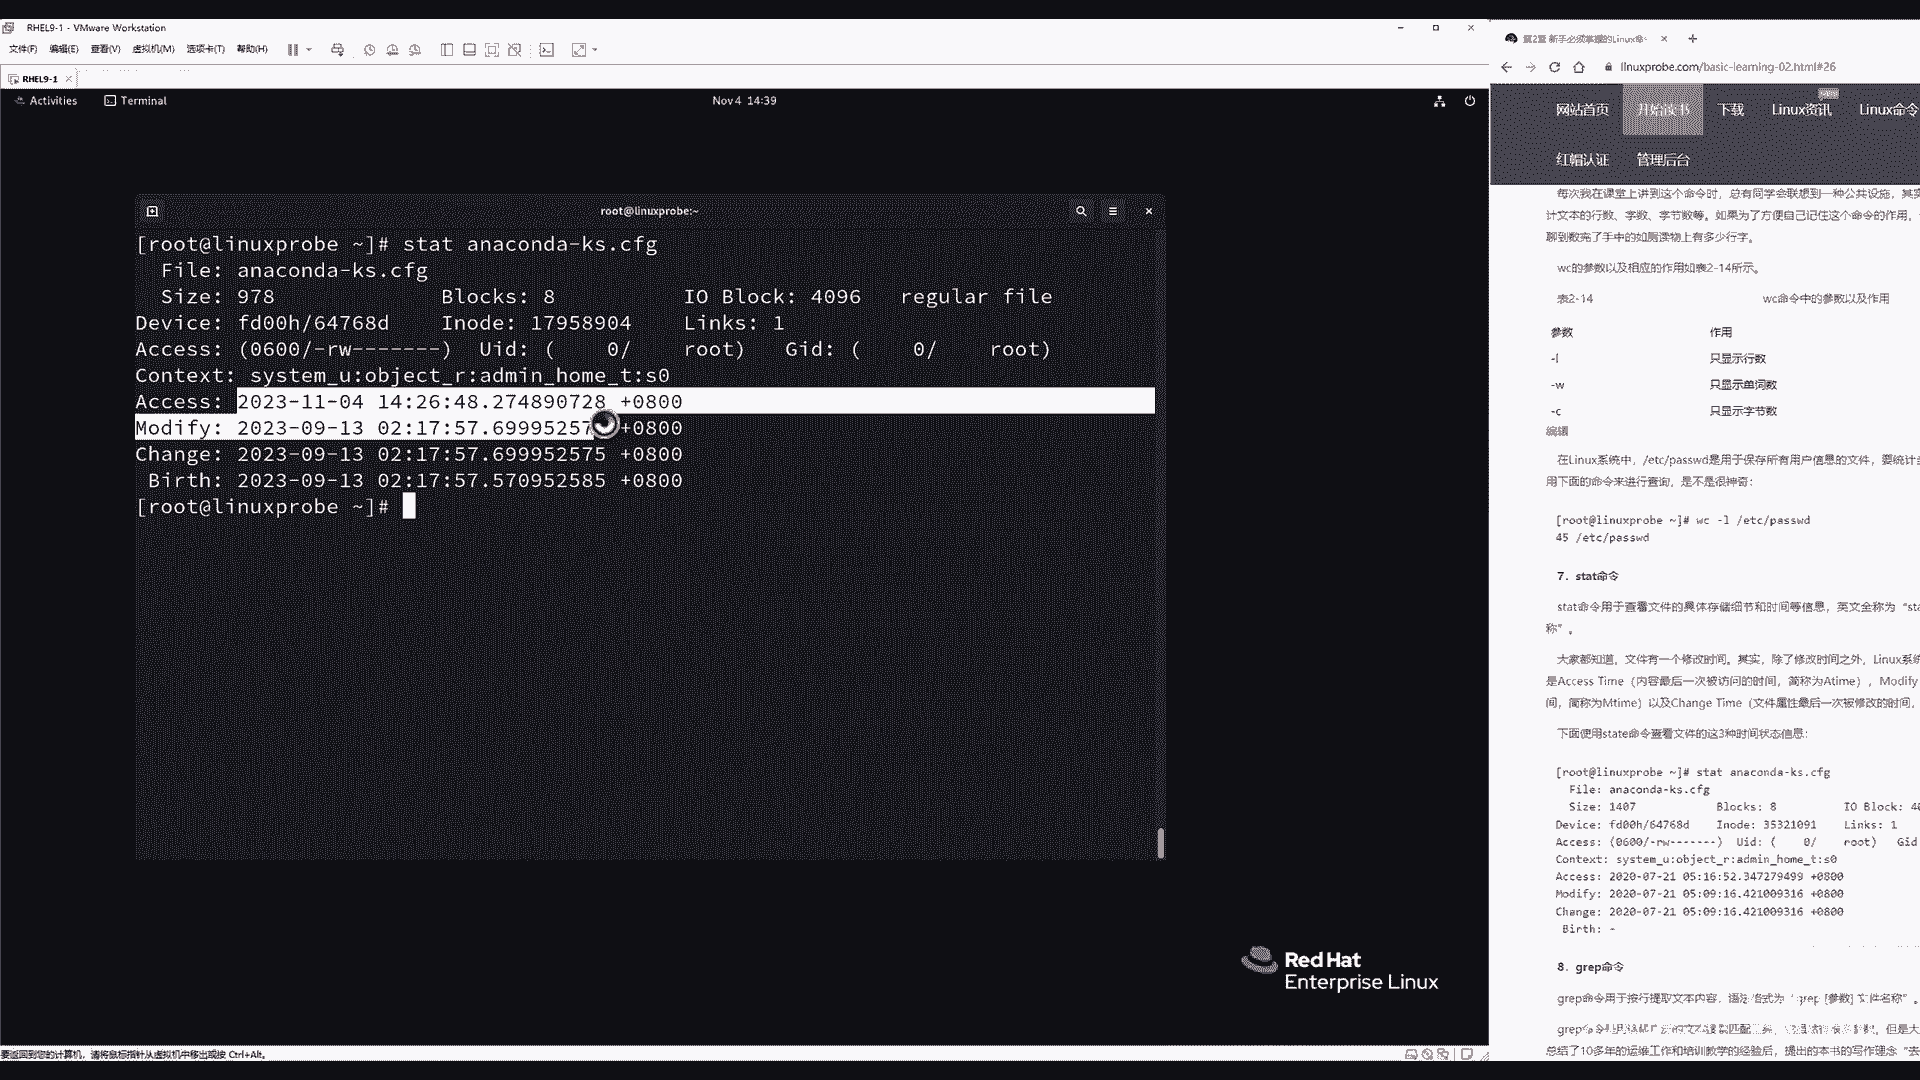 RHEL9-1 - VMware Workstation
文件(F) 编辑(E) 查看(V) 虚拟机(M) 选项卡(T) 帮助(H)
RHEL9-1
Activities Terminal Nov 4 14:39
root@linuxprobe:~
[root@linuxprobe ~]# stat anaconda-ks.cfg
File: anaconda-ks.cfg
Size: 978 Blocks: 8 IO Block: 4096 regular file
Device: fd00h/64768d Inode: 17958904 Links: 1
Access: (0600/-rw-------) Uid: ( 0/ root) Gid: ( 0/ root)
Context: system_u:object_r:admin_home_t:s0
Access: 2023-11-04 14:26:48.274890728 +0800
Modify: 2023-09-13 02:17:57.69995257 +0800
Change: 2023-09-13 02:17:57.699952575 +0800
Birth: 2023-09-13 02:17:57.570952585 +0800
[root@linuxprobe ~]#
Red Hat
Enterprise Linux
要返回到您的计算机，请将鼠标指针从虚拟机中移出或按 Ctrl+Alt。
第2章 新手必须掌握的Linux命
linuxprobe.com/basic-learning-02.html#26
网站首页 开始读书 下载 Linux资讯 Linux命令
红帽认证 管理后台
每次我在课堂上讲到这个命令时，总有同学会联想到一种公共设施，其实
计文本的行数、字数、字节数等。如果为了方便自己记住这个命令的作用，
聊到数完了手中的如厕读物上有多少行字。
wc的参数以及相应的作用如表2-14所示。
表2-14 wc命令中的参数以及作用
参数 作用
-l 只显示行数
-w 只显示单词数
-c 只显示字节数
编辑
在Linux系统中，/etc/passwd是用于保存所有用户信息的文件，要统计
用下面的命令来进行查询，是不是很神奇：
[root@linuxprobe ~]# wc -l /etc/passwd
45 /etc/passwd
7．stat命令
stat命令用于查看文件的具体存储细节和时间等信息，英文全称为“sta
称”。
大家都知道，文件有一个修改时间。其实，除了修改时间之外，Linux系
是Access Time（内容最后一次被访问的时间，简称为Atime），Modify
间，简称为Mtime）以及Change Time（文件属性最后一次被修改的时间，
下面使用state命令查看文件的这3种时间状态信息：
[root@linuxprobe ~]# stat anaconda-ks.cfg
File: anaconda-ks.cfg
Size: 1407 Blocks: 8 IO Block: 4
Device: fd00h/64768d Inode: 35321091 Links: 1
Access: (0600/-rw-------) Uid: ( 0/ root) Gid
Context: system_u:object_r:admin_home_t:s0
Access: 2020-07-21 05:16:52.347279499 +0800
Modify: 2020-07-21 05:09:16.421009316 +0800
Change: 2020-07-21 05:09:16.421009316 +0800
Birth: -
8．grep命令
grep命令用于按行提取文本内容，语法格式为“grep [参数] 文件名称”。
总结了10多年的运维工作和培训教学的经验后，提出的本书的写作理念“去